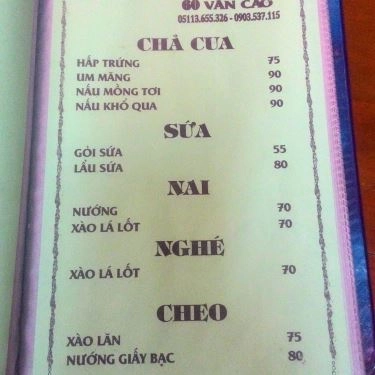 60 VĂN CAO
05113.655.326 - 0903.537.115
CHẢ CUA
HẤP TRỨNG 75
UM MĂNG 90
NẤU MỒNG TƠI 90
NẤU KHỔ QUA 90
SỨA
GỎI SỨA 55
LẨU SỨA 80
NAI
NƯỚNG 70
XÀO LÁ LỐT 70
NGHÉ
XÀO LÁ LỐT 70
CHEO
XÀO LĂN 75
NƯỚNG GIẤY BẠC 80